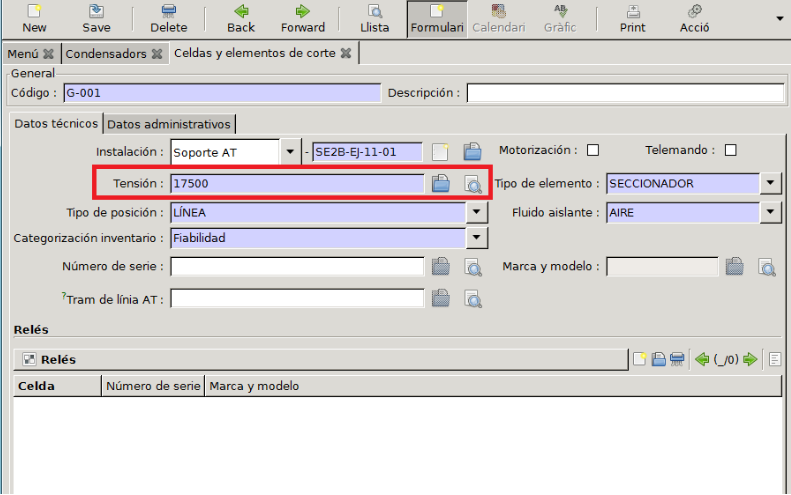 New Save Delete Back Forward Llista Formulari Calendari Gràfic Print Acció
Menú Condensadors Celdas y elementos de corte
General
Código : G-001 Descripción :
Datos técnicos Datos administrativos
Instalación : Soporte AT - SE2B-EJ-11-01 Motorización : Telemando :
Tensión : 17500 Tipo de elemento : SECCIONADOR
Tipo de posición : LÍNEA Fluido aislante : AIRE
Categorización inventario : Fiabilidad
Número de serie : Marca y modelo :
?Tram de línia AT :
Relés
Relés (_/0)
Celda Número de serie Marca y modelo